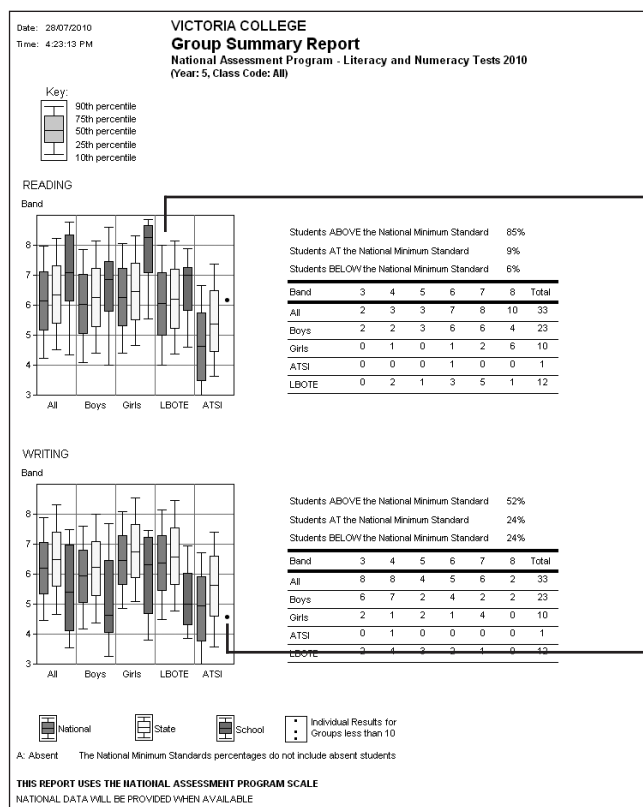 Date: 28/07/2010
Time: 4:23:13 PM
VICTORIA COLLEGE
Group Summary Report
National Assessment Program - Literacy and Numeracy Tests 2010
(Year: 5, Class Code: All)
Key:
90th percentile
75th percentile
50th percentile
25th percentile
10th percentile
READING
Band
8
7
6
5
4
3
All Boys Girls LBOTE ATSI
Students ABOVE the National Minimum Standard 85%
Students AT the National Minimum Standard 9%
Students BELOW the National Minimum Standard 6%
Band 3 4 5 6 7 8 Total
All 2 3 3 7 8 10 33
Boys 2 2 3 6 6 4 23
Girls 0 1 0 1 2 6 10
ATSI 0 0 0 1 0 0 1
LBOTE 0 2 1 3 5 1 12
WRITING
Band
8
7
6
5
4
3
All Boys Girls LBOTE ATSI
Students ABOVE the National Minimum Standard 52%
Students AT the National Minimum Standard 24%
Students BELOW the National Minimum Standard 24%
Band 3 4 5 6 7 8 Total
All 8 8 4 5 6 2 33
Boys 6 7 2 4 2 2 23
Girls 2 1 2 1 4 0 10
ATSI 0 1 0 0 0 0 1
LBOTE 2 4 3 2 1 0 12
National State School Individual Results for
Groups less than 10
A: Absent The National Minimum Standards percentages do not include absent students
THIS REPORT USES THE NATIONAL ASSESSMENT PROGRAM SCALE
NATIONAL DATA WILL BE PROVIDED WHEN AVAILABLE